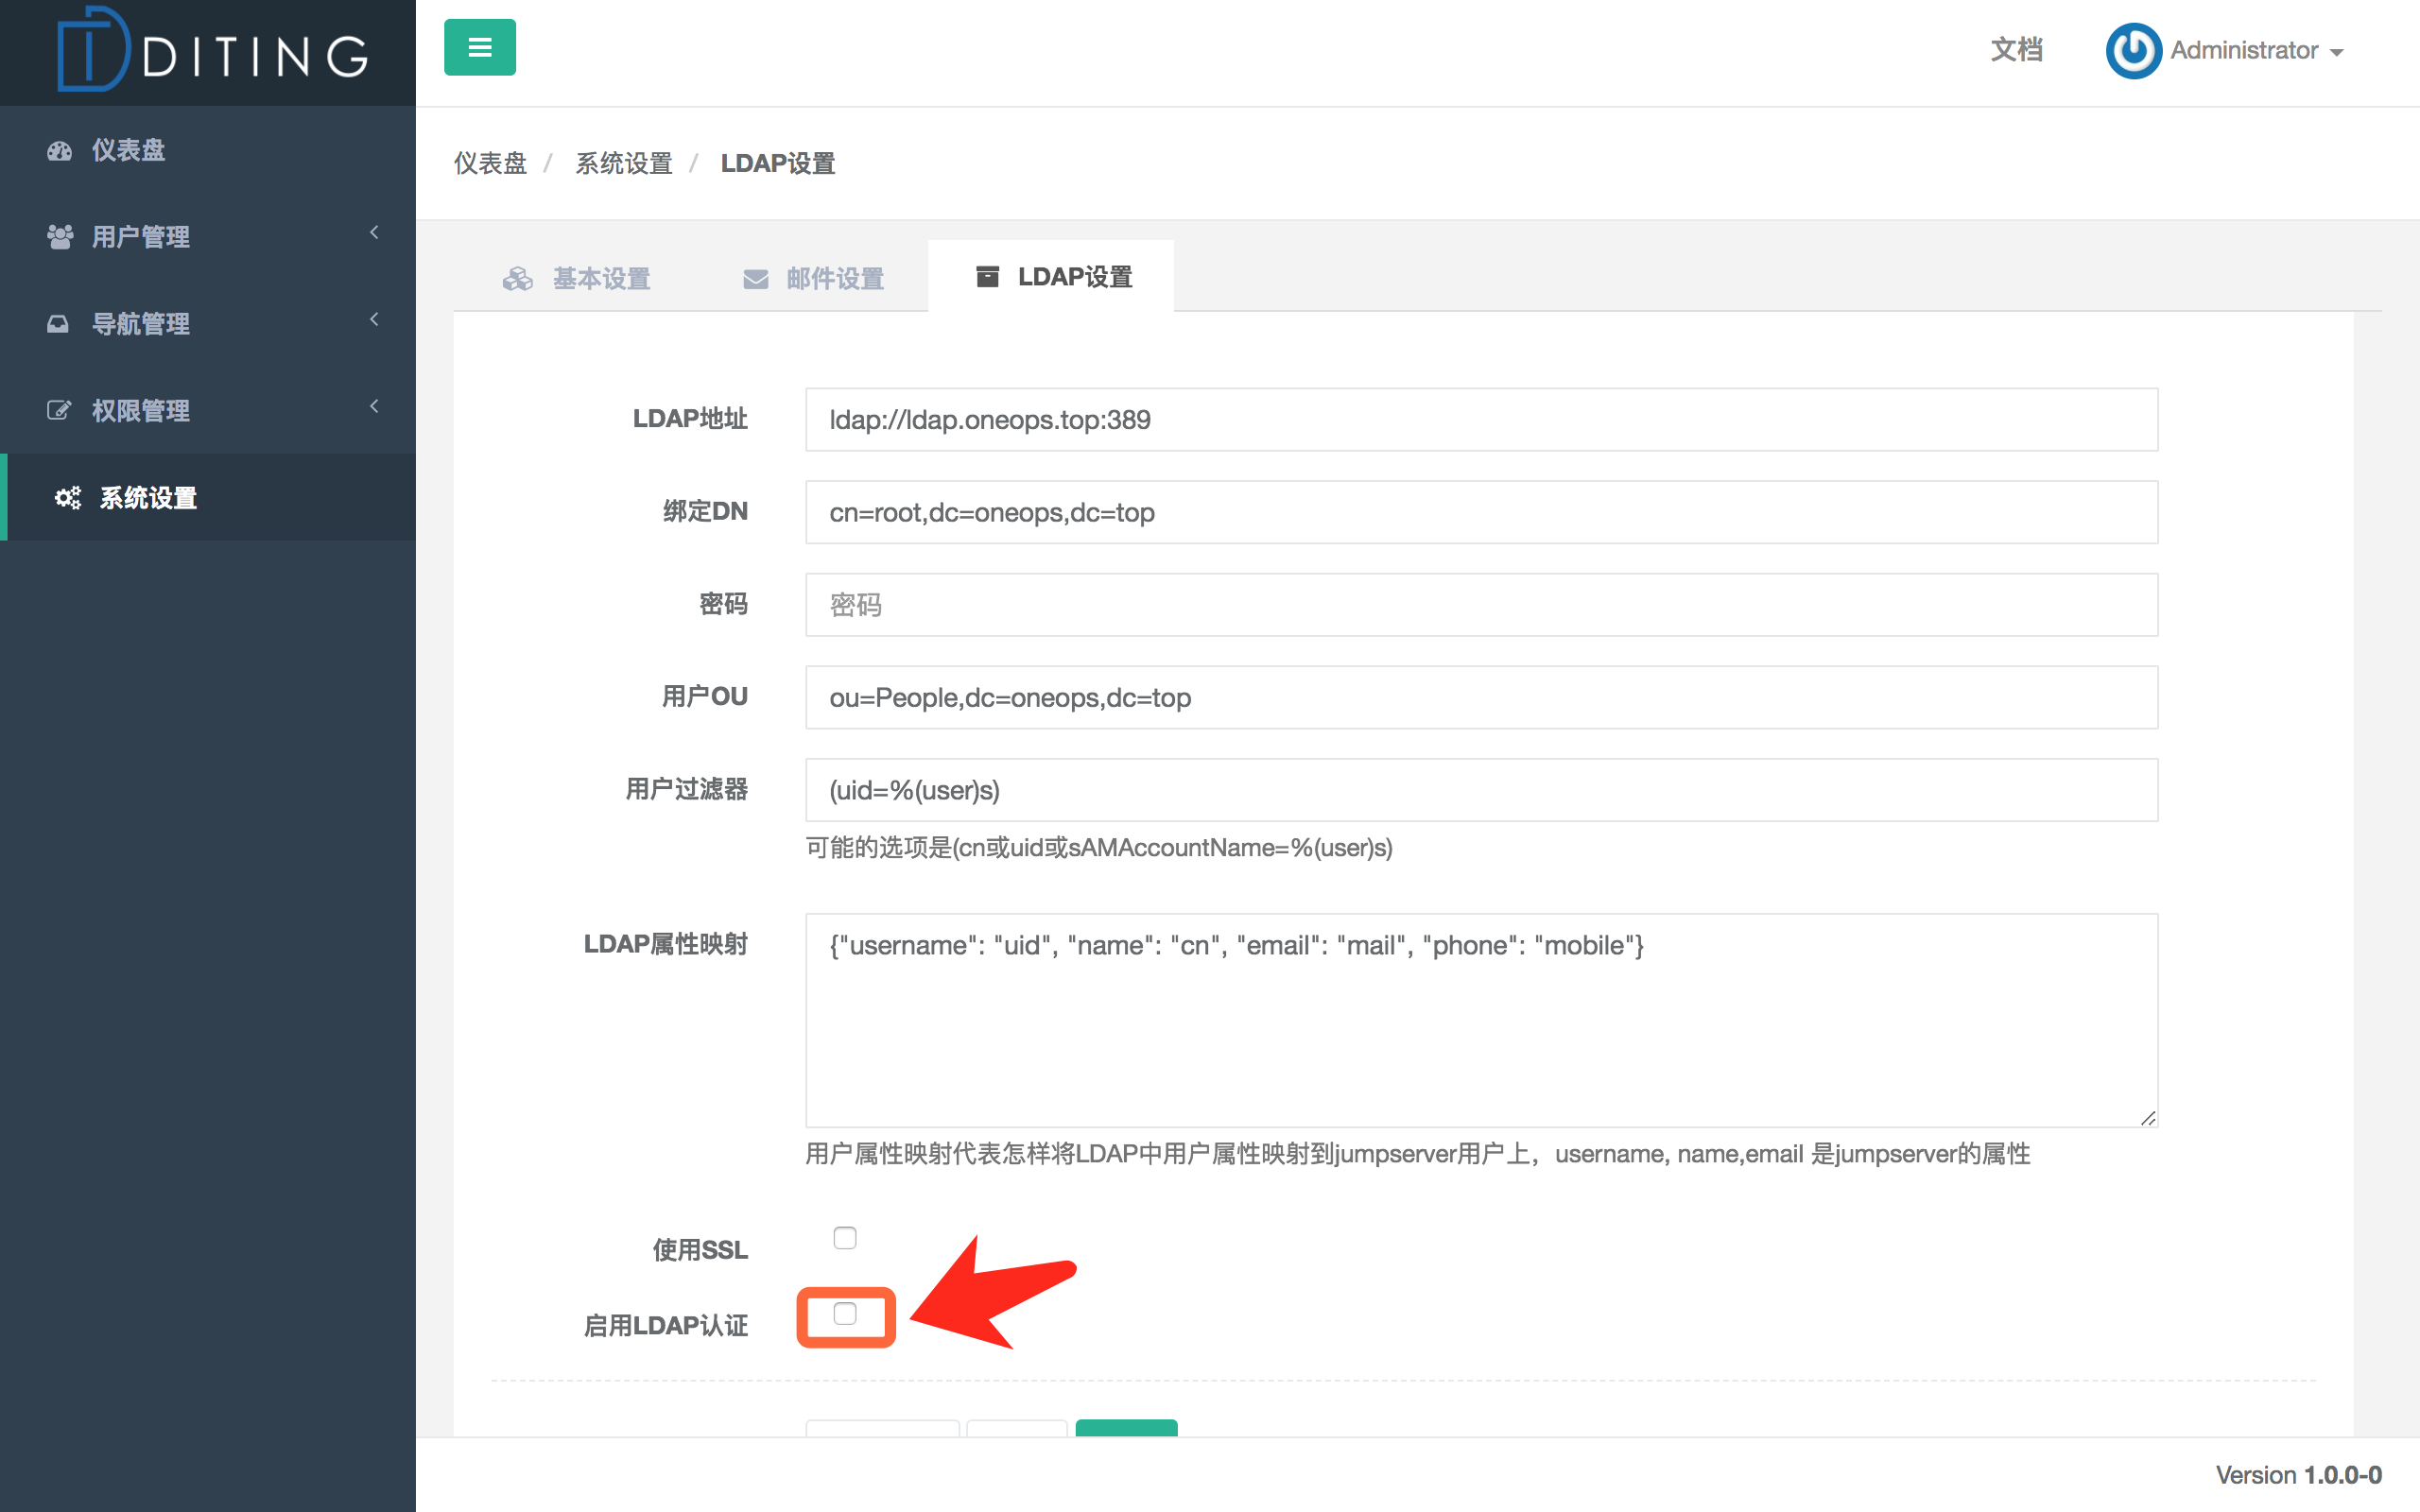 DITING
文档
Administrator
仪表盘
用户管理
导航管理
权限管理
系统设置
仪表盘 / 系统设置 / LDAP设置
基本设置
邮件设置
LDAP设置
LDAP地址
ldap://ldap.oneops.top:389
绑定DN
cn=root,dc=oneops,dc=top
密码
密码
用户OU
ou=People,dc=oneops,dc=top
用户过滤器
(uid=%(user)s)
可能的选项是(cn或uid或sAMAccountName=%(user)s)
LDAP属性映射
{"username": "uid", "name": "cn", "email": "mail", "phone": "mobile"}
用户属性映射代表怎样将LDAP中用户属性映射到jumpserver用户上，username, name,email 是jumpserver的属性
使用SSL
启用LDAP认证
Version 1.0.0-0